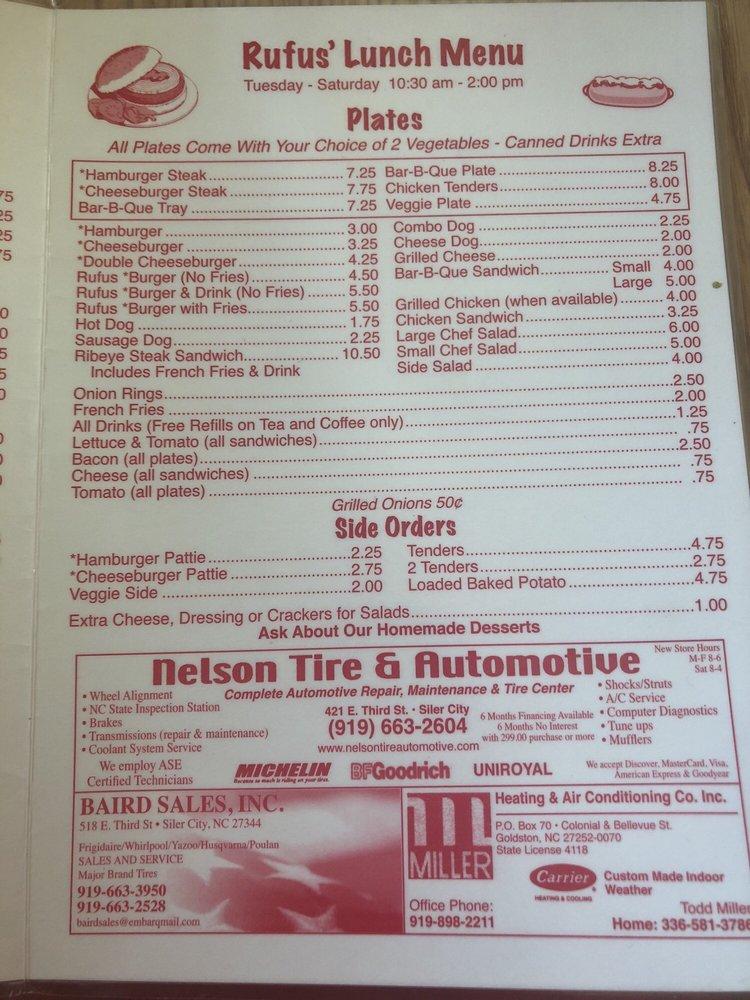 Rufus' Lunch Menu
Tuesday - Saturday 10:30 am - 2:00 pm
Plates
All Plates Come With Your Choice of 2 Vegetables - Canned Drinks Extra
*Hamburger Steak 7.25
*Cheeseburger Steak 7.75
Bar-B-Que Tray 7.25
Bar-B-Que Plate 8.25
Chicken Tenders 8.00
Veggie Plate 4.75
*Hamburger 3.00
*Cheeseburger 3.25
*Double Cheeseburger 4.25
Rufus *Burger (No Fries) 4.50
Rufus *Burger & Drink (No Fries) 5.50
Rufus *Burger with Fries 5.50
Hot Dog 1.75
Sausage Dog 2.25
Ribeye Steak Sandwich 10.50
Includes French Fries & Drink
Combo Dog 2.25
Cheese Dog 2.00
Grilled Cheese 2.00
Bar-B-Que Sandwich Small 4.00
Large 5.00
Grilled Chicken (when available) 4.00
Chicken Sandwich 3.25
Large Chef Salad 6.00
Small Chef Salad 5.00
Side Salad 4.00
Onion Rings 2.50
French Fries 2.00
All Drinks (Free Refills on Tea and Coffee only) 1.25
Lettuce & Tomato (all sandwiches) .75
Bacon (all plates) 2.50
Cheese (all sandwiches) .75
Tomato (all plates) .75
Grilled Onions 50¢
Side Orders
*Hamburger Pattie 2.25
*Cheeseburger Pattie 2.75
Veggie Side 2.00
Tenders 4.75
2 Tenders 2.75
Loaded Baked Potato 4.75
Extra Cheese, Dressing or Crackers for Salads 1.00
Ask About Our Homemade Desserts
Nelson Tire & Automotive
New Store Hours
M-F 8-6
Sat 8-4
Complete Automotive Repair, Maintenance & Tire Center
• Wheel Alignment
• NC State Inspection Station
• Brakes
• Transmissions (repair & maintenance)
• Coolant System Service
421 E. Third St. • Siler City
(919) 663-2604
www.nelsontireautomotive.com
6 Months Financing Available
6 Months No Interest
with 299.00 purchase or more
• Shocks/Struts
• A/C Service
• Computer Diagnostics
• Tune ups
• Mufflers
We employ ASE
Certified Technicians
MICHELIN
Because so much is riding on your tires.
BFGoodrich
UNIROYAL
We accept Discover, MasterCard, Visa,
American Express & Goodyear
BAIRD SALES, INC.
518 E. Third St • Siler City, NC 27344
Frigidaire/Whirlpool/Yazoo/Husqvarna/Poulan
SALES AND SERVICE
Major Brand Tires
919-663-3950
919-663-2528
bairdsales@embarqmail.com
m
MILLER
Office Phone:
919-898-2211
Heating & Air Conditioning Co. Inc.
P.O. Box 70 • Colonial & Bellevue St.
Goldston, NC 27252-0070
State License 4118
Carrier
HEATING & COOLING
Custom Made Indoor
Weather
Todd Miller
Home: 336-581-3786